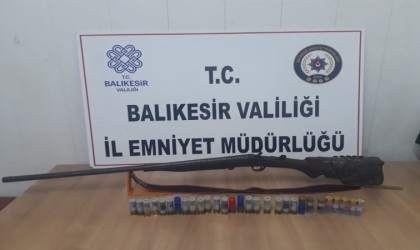 T.C.
BALIKESİR
VALİLİĞİ
T.C.
BALIKESİR VALİLİĞİ
İL EMNİYET MÜDÜRLÜĞÜ